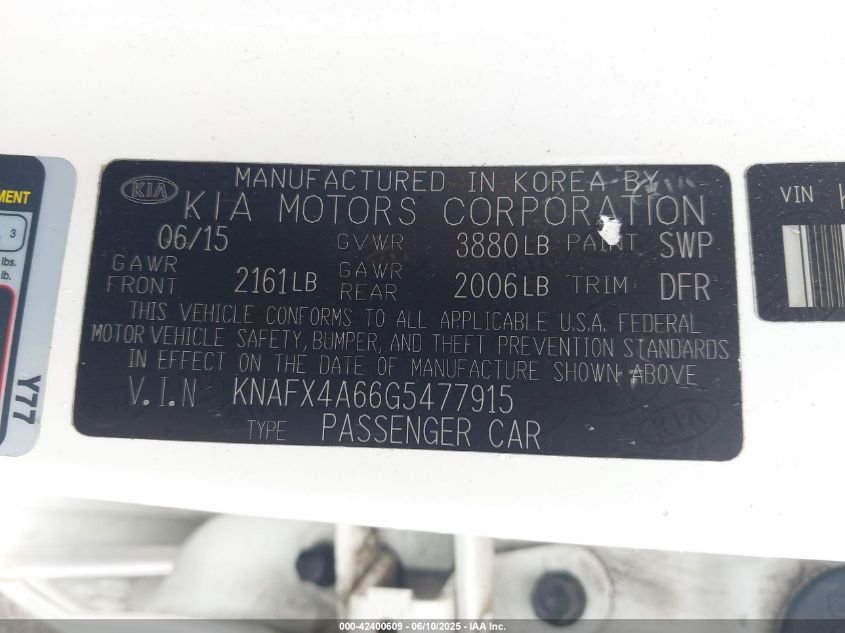 MENT
3
lbs.
lb.
Y77
KIA
MANUFACTURED IN KOREA BY
KIA MOTORS CORPORATION
06/15 GVWR 3880LB PAINT SWP
GAWR FRONT 2161LB GAWR REAR 2006LB TRIM DFR
THIS VEHICLE CONFORMS TO ALL APPLICABLE U.S.A. FEDERAL
MOTOR VEHICLE SAFETY, BUMPER, AND THEFT PREVENTION STANDARDS
IN EFFECT ON THE DATE OF MANUFACTURE SHOWN ABOVE
V.I.N KNAFX4A66G5477915
TYPE PASSENGER CAR
KIA
VIN K
000-42400609 - 06/10/2025 - IAA Inc.